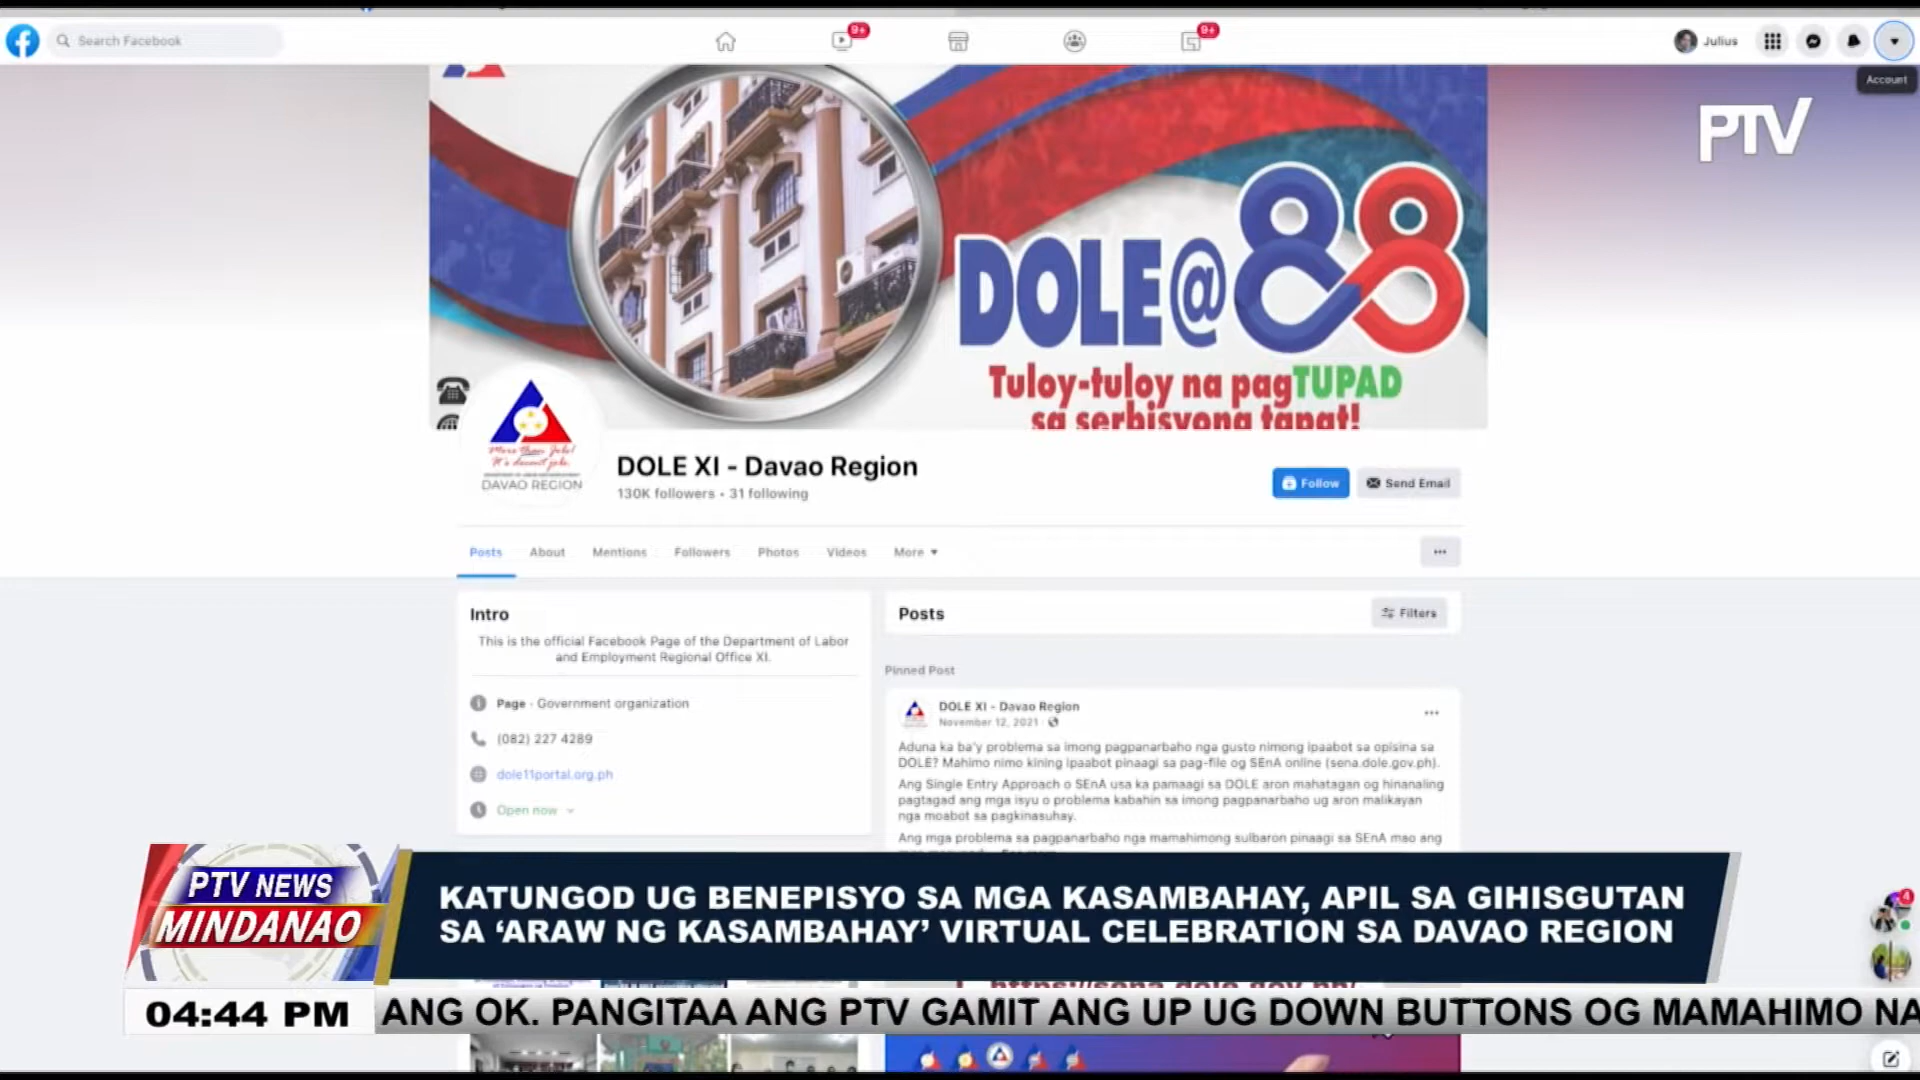 Search Facebook
9+
9+
Julius
Account
PTV
DOLE@88
Tuloy-tuloy na pagTUPAD
sa serbisyong tapat!
DAVAO REGION
DOLE XI - Davao Region
130K followers • 31 following
Follow
Send Email
Posts
About
Mentions
Followers
Photos
Videos
More
Intro
This is the official Facebook Page of the Department of Labor
and Employment Regional Office XI.
Page · Government organization
(082) 227 4289
dole11portal.org.ph
Open now
Posts
Filters
Pinned Post
DOLE XI - Davao Region
November 12, 2021
Aduna ka ba'y problema sa imong pagpanarbaho nga gusto nimong ipaabot sa opisina sa
DOLE? Mahimo nimo kining ipaabot pinaagi sa pag-file og SEnA online (sena.dole.gov.ph).
Ang Single Entry Approach o SEnA usa ka pamaagi sa DOLE aron mahatagan og hinanaling
pagtagad ang mga isyu o problema kabahin sa imong pagpanarbaho ug aron malikayan
nga moabot sa pagkinasuhay.
Ang mga problema sa pagpanarbaho nga mamahimong sulbaron pinaagi sa SEnA mao ang
PTV NEWS
MINDANAO
KATUNGOD UG BENEPISYO SA MGA KASAMBAHAY, APIL SA GIHISGUTAN
SA ‘ARAW NG KASAMBAHAY’ VIRTUAL CELEBRATION SA DAVAO REGION
https://sena.dole.gov.ph/
4
04:44 PM
ANG OK. PANGITAA ANG PTV GAMIT ANG UP UG DOWN BUTTONS OG MAMAHIMO NA